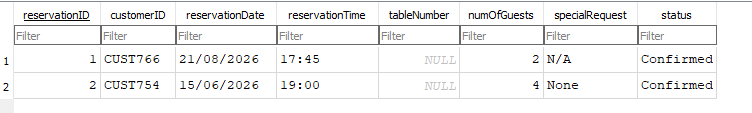 reservationID customerID reservationDate reservationTime tableNumber numOfGuests specialRequest status
Filter Filter Filter Filter Filter Filter Filter Filter
1 1 CUST766 21/08/2026 17:45 NULL 2 N/A Confirmed
2 2 CUST754 15/06/2026 19:00 NULL 4 None Confirmed